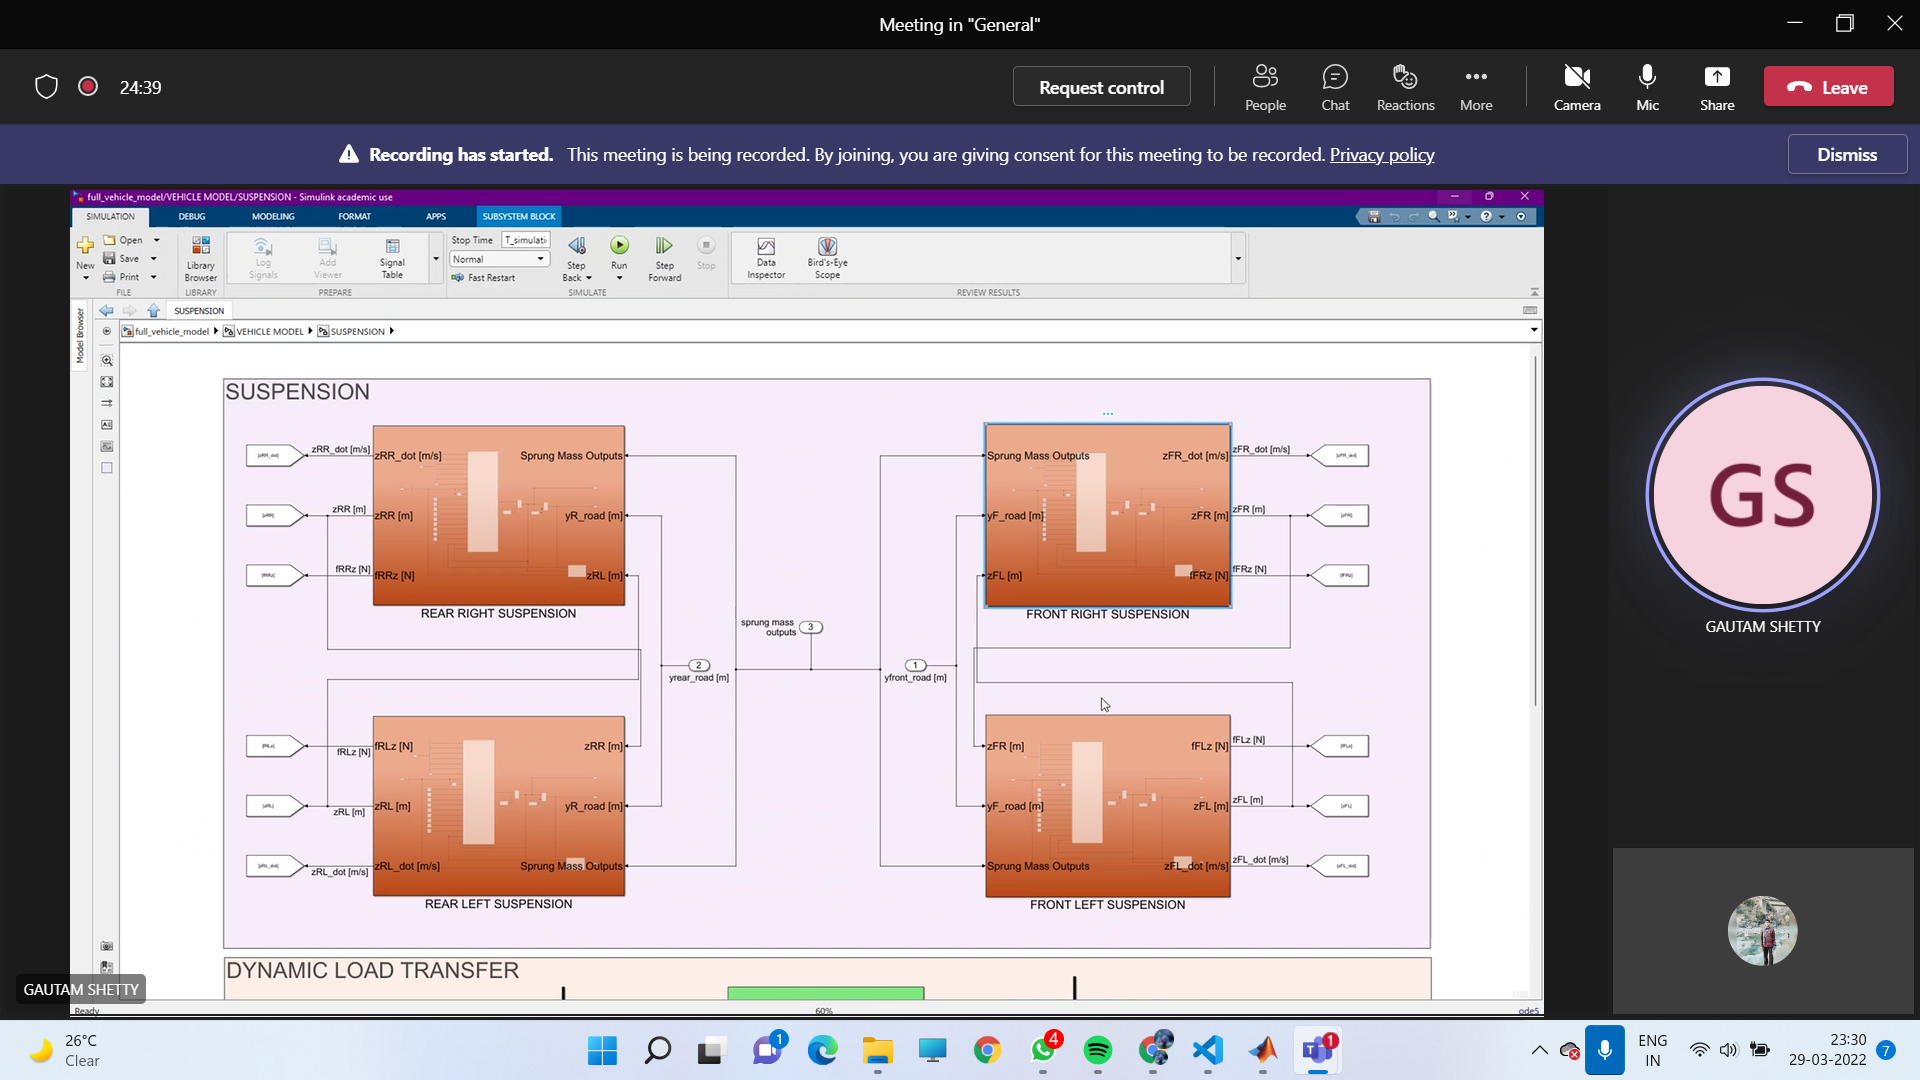 Meeting in "General"
24:39
Request control
People
Chat
Reactions
More
Camera
Mic
Share
Leave
Recording has started. This meeting is being recorded. By joining, you are giving consent for this meeting to be recorded. Privacy policy
Dismiss
full_vehicle_model/VEHICLE MODEL/SUSPENSION - Simulink academic use
SIMULATION
DEBUG
MODELING
FORMAT
APPS
SUBSYSTEM BLOCK
New
Open
Save
Print
FILE
Library
Browser
LIBRARY
Log
Signals
Add
Viewer
Signal
Table
PREPARE
Stop Time
T_simulati
Normal
Fast Restart
Step
Back
Run
Step
Forward
Stop
SIMULATE
Data
Inspector
Bird's-Eye
Scope
REVIEW RESULTS
Model Browser
SUSPENSION
full_vehicle_model
VEHICLE MODEL
SUSPENSION
SUSPENSION
zRR_dot [m/s]
zRR_dot [m/s]
Sprung Mass Outputs
zRR [m]
zRR [m]
yR_road [m]
fRRz [N]
fRRz [N]
zRL [m]
REAR RIGHT SUSPENSION
Sprung Mass Outputs
zFR_dot [m/s]
zFR_dot [m/s]
yF_road [m]
zFR [m]
zFR [m]
zFL [m]
fFRz [N]
fFRz [N]
FRONT RIGHT SUSPENSION
sprung mass
outputs
3
2
yrear_road [m]
1
yfront_road [m]
fRLz [N]
fRLz [N]
zRR [m]
zRL [m]
zRL [m]
yR_road [m]
zRL_dot [m/s]
zRL_dot [m/s]
Sprung Mass Outputs
REAR LEFT SUSPENSION
zFR [m]
fFLz [N]
fFLz [N]
yF_road [m]
zFL [m]
zFL [m]
Sprung Mass Outputs
zFL_dot [m/s]
zFL_dot [m/s]
FRONT LEFT SUSPENSION
DYNAMIC LOAD TRANSFER
Ready
60%
ode5
GAUTAM SHETTY
GS
GAUTAM SHETTY
26°C
Clear
1
4
1
ENG
IN
23:30
29-03-2022
7